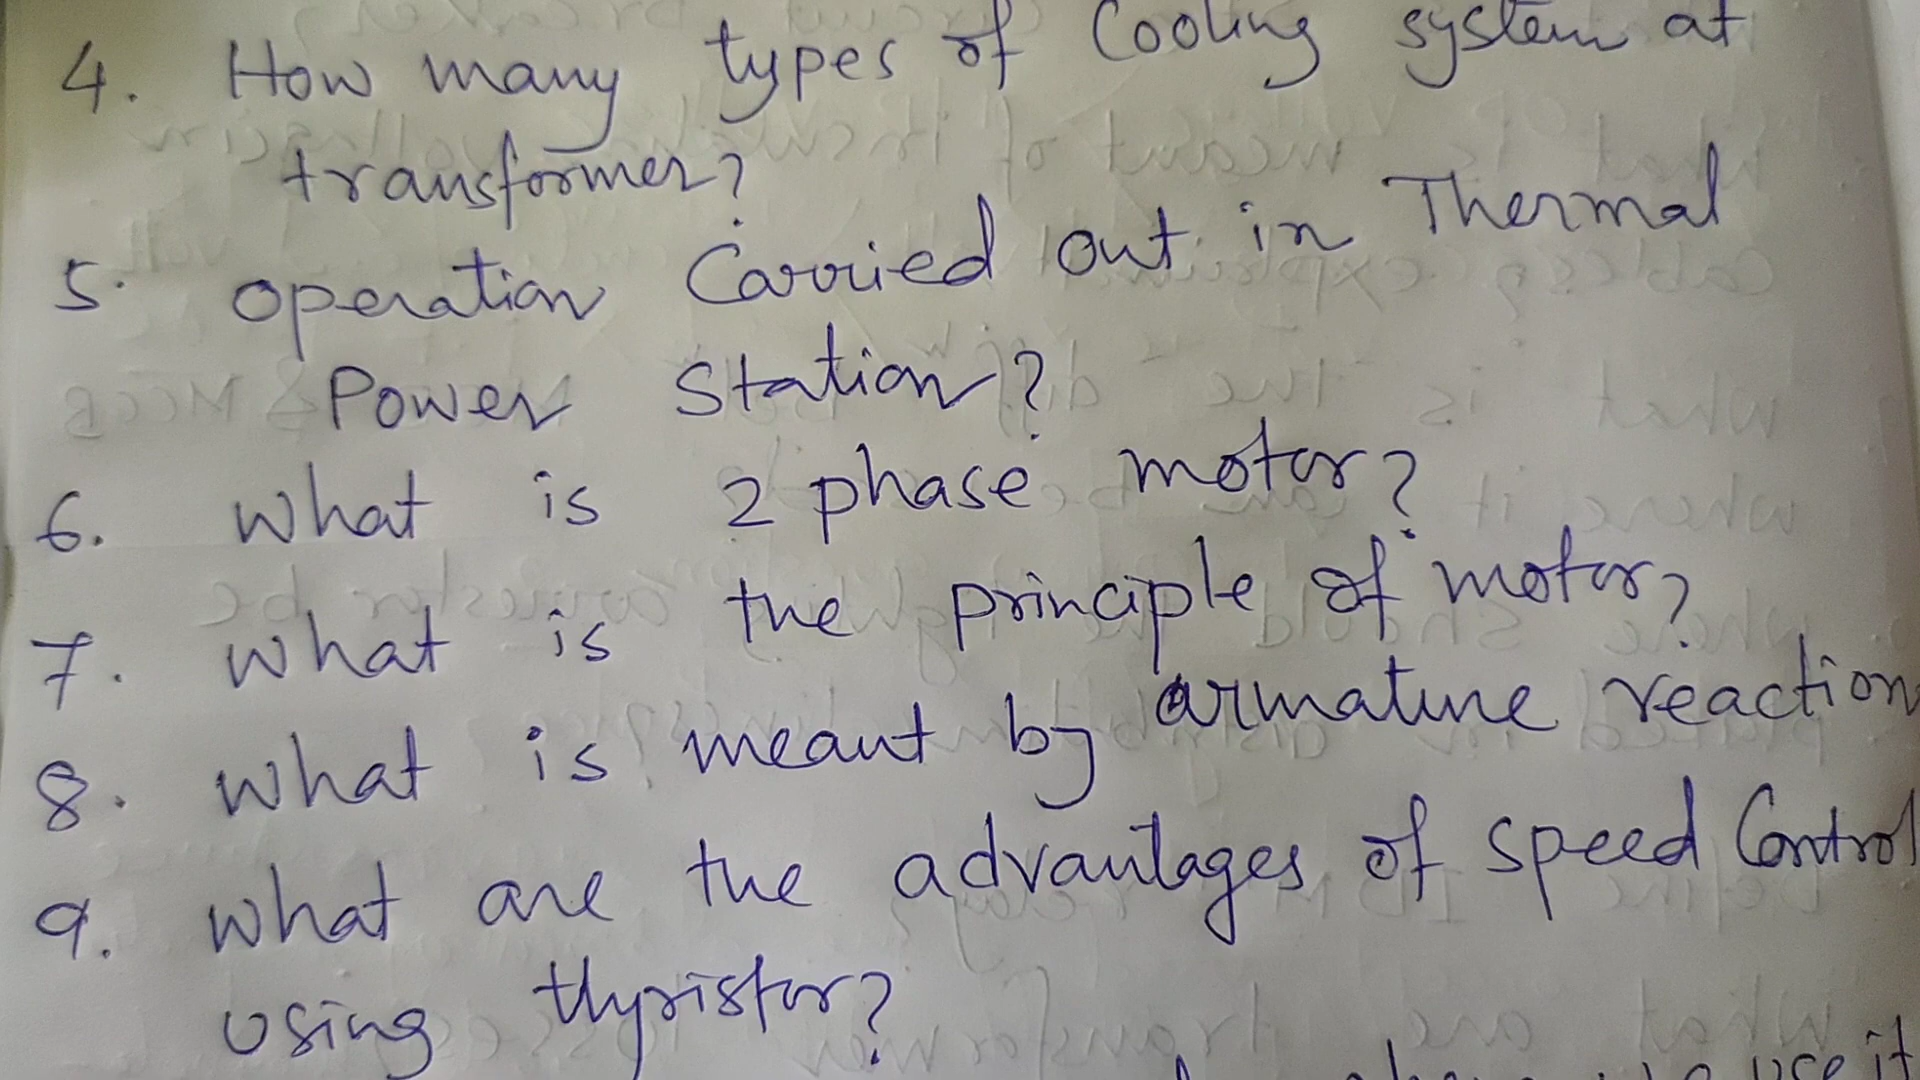 4. How many types of Cooling system at
transformer?
5. operation Carried out in Thermal
Power Station?
6. What is 2 phase motor?
7. What is the principle of motor?
8. What is meant by armature reaction
9. What are the advantages of speed Control
using thyristor?
use it